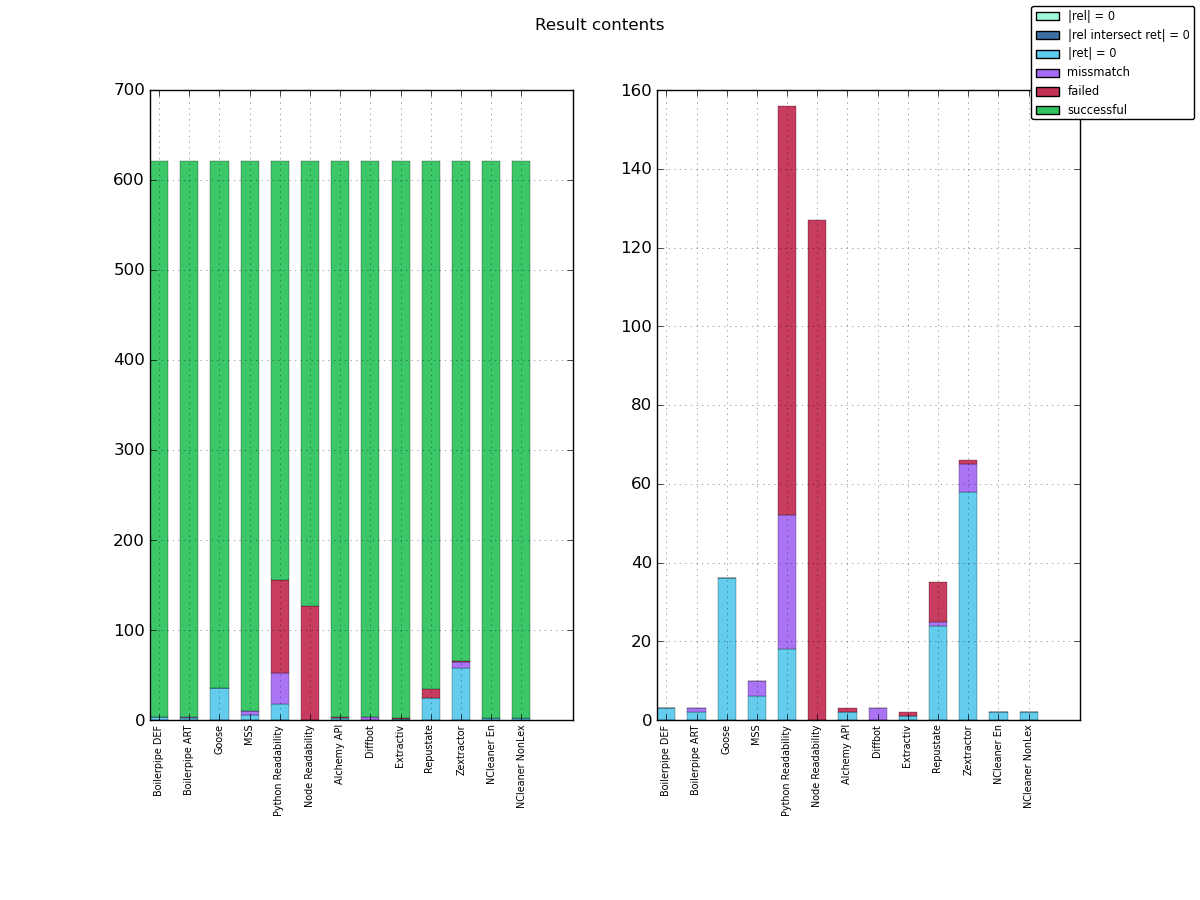 Result contents
|rel| = 0
|rel intersect ret| = 0
|ret| = 0
missmatch
failed
successful
700
600
500
400
300
200
100
0
Boilerpipe DEF
Boilerpipe ART
Goose
MSS
Python Readability
Node Readability
Alchemy API
Diffbot
Extractiv
Repustate
Zextractor
NCleaner En
NCleaner NonLex
160
140
120
100
80
60
40
20
0
Boilerpipe DEF
Boilerpipe ART
Goose
MSS
Python Readability
Node Readability
Alchemy API
Diffbot
Extractiv
Repustate
Zextractor
NCleaner En
NCleaner NonLex